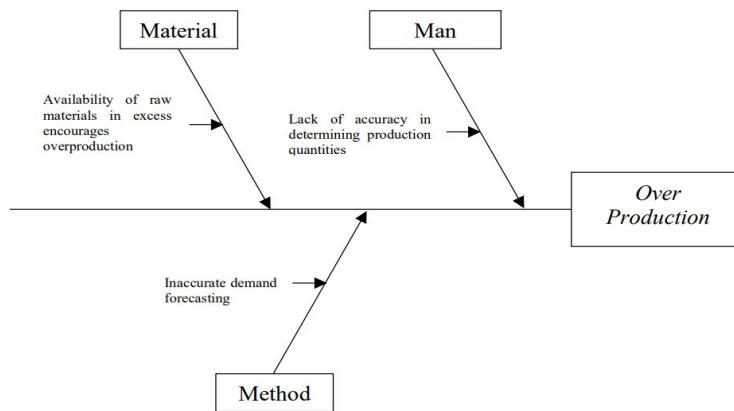 Material
Man
Availability of raw
materials in excess
encourages
overproduction
Lack of accuracy in
determining production
quantities
Over
Production
Inaccurate demand
forecasting
Method